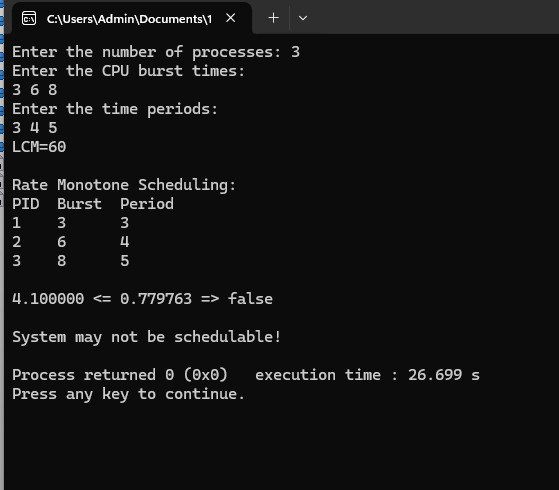 C:\Users\Admin\Documents\1
Enter the number of processes: 3
Enter the CPU burst times:
3 6 8
Enter the time periods:
3 4 5
LCM=60
Rate Monotone Scheduling:
PID  Burst  Period
1    3      3
2    6      4
3    8      5
4.100000 <= 0.779763 => false
System may not be schedulable!
Process returned 0 (0x0)   execution time : 26.699 s
Press any key to continue.